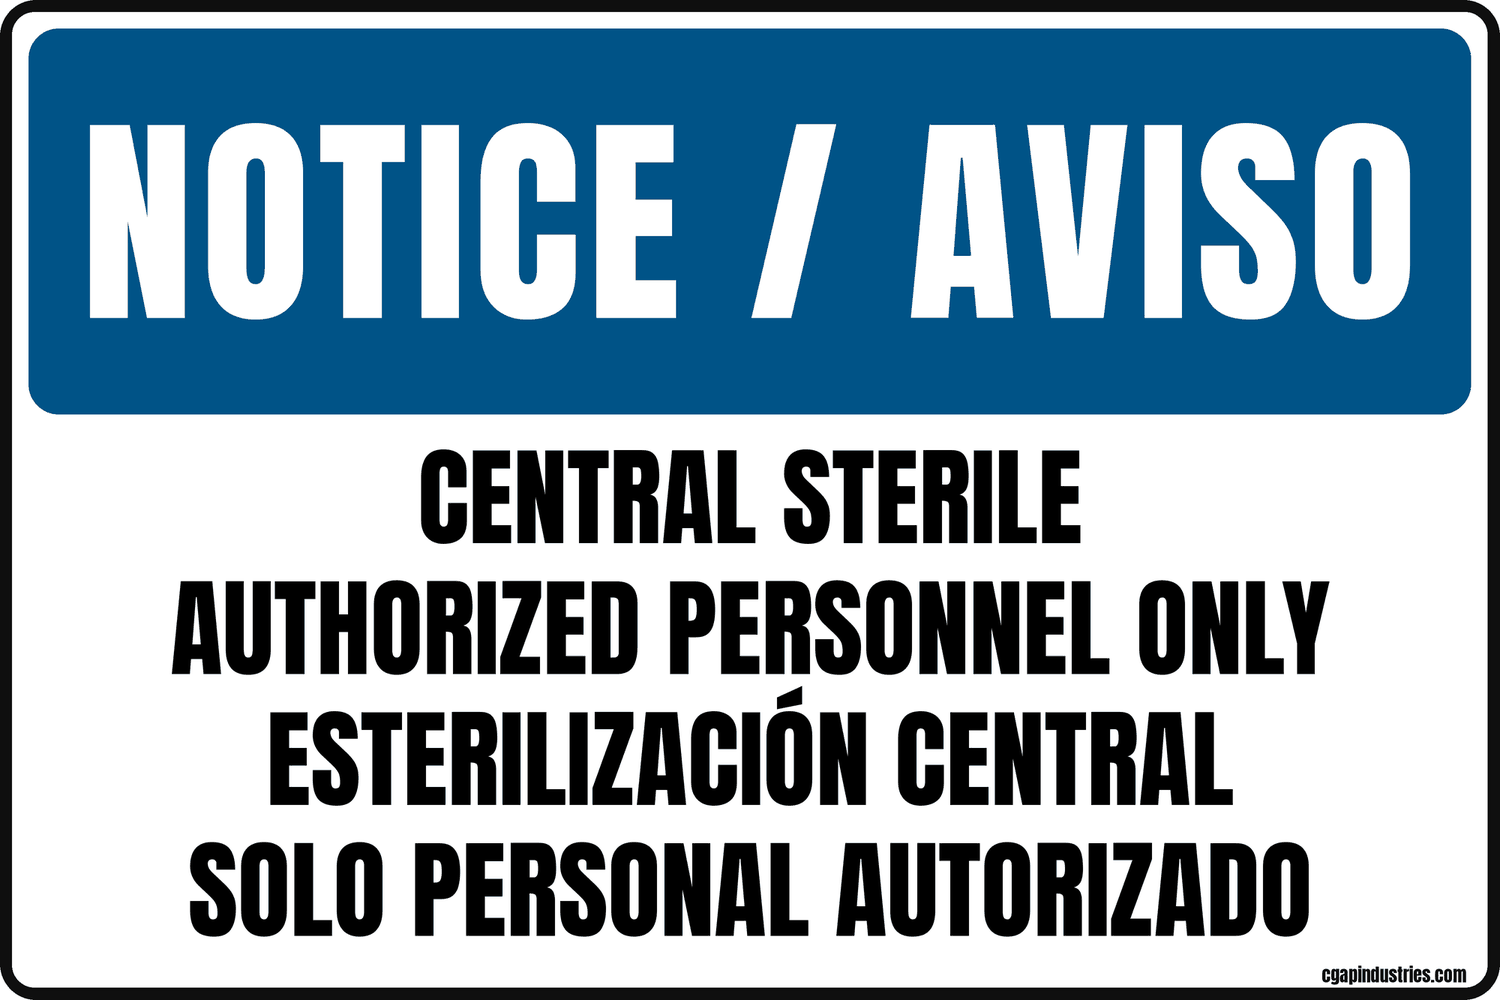 NOTICE / AVISO
CENTRAL STERILE
AUTHORIZED PERSONNEL ONLY
ESTERILIZACIÓN CENTRAL
SOLO PERSONAL AUTORIZADO
cgapindustries.com